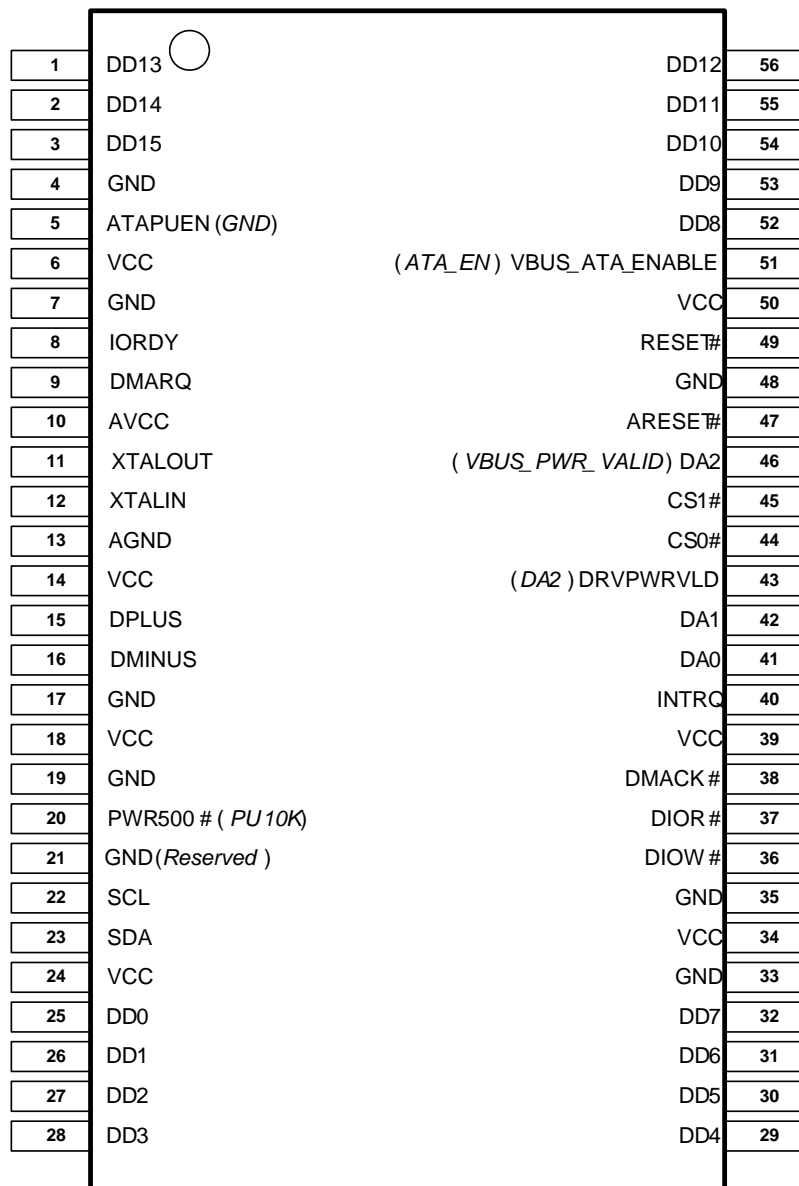 1 DD13 DD12 56
2 DD14 DD11 55
3 DD15 DD10 54
4 GND DD9 53
5 ATAPUEN (GND) DD8 52
6 VCC (ATA_EN) VBUS_ATA_ENABLE 51
7 GND VCC 50
8 IORDY RESET# 49
9 DMARQ GND 48
10 AVCC ARESET# 47
11 XTALOUT (VBUS_PWR_VALID) DA2 46
12 XTALIN CS1# 45
13 AGND CS0# 44
14 VCC (DA2) DRVPWRVLD 43
15 DPLUS DA1 42
16 DMINUS DA0 41
17 GND INTRQ 40
18 VCC VCC 39
19 GND DMACK# 38
20 PWR500# (PU10K) DIOR# 37
21 GND (Reserved) DIOW# 36
22 SCL GND 35
23 SDA VCC 34
24 VCC GND 33
25 DD0 DD7 32
26 DD1 DD6 31
27 DD2 DD5 30
28 DD3 DD4 29